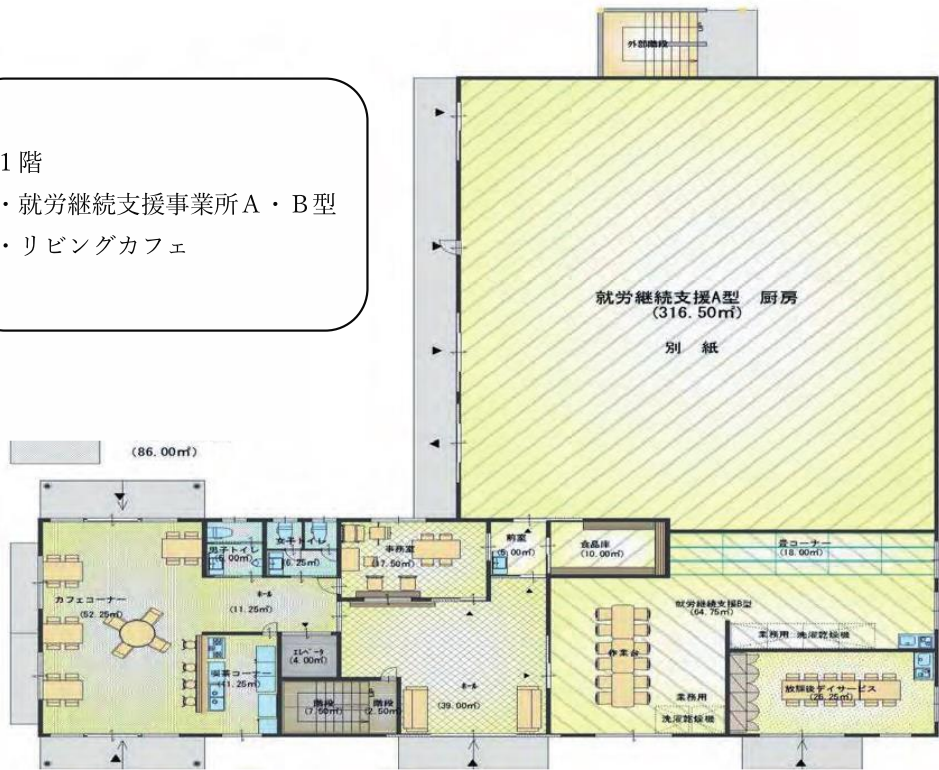 外部階段
1階
・就労継続支援事業所A・B型
・リビングカフェ
就労継続支援A型 厨房
(316.50㎡)
別 紙
(86.00㎡)
男子トイレ
(6.00㎡)
女子トイレ
(6.25㎡)
事務室
(17.50㎡)
前室
(5.00㎡)
食品庫
(10.00㎡)
畳コーナー
(18.00㎡)
カフェコーナー
(52.25㎡)
ホール
(11.25㎡)
就労継続支援B型
(64.75㎡)
業務用 洗濯乾燥機
作業台
エレベータ
(4.00㎡)
喫茶コーナー
(11.25㎡)
階段
(7.50㎡)
階段
(2.50㎡)
ホール
(39.00㎡)
業務用
洗濯乾燥機
放課後デイサービス
(26.25㎡)